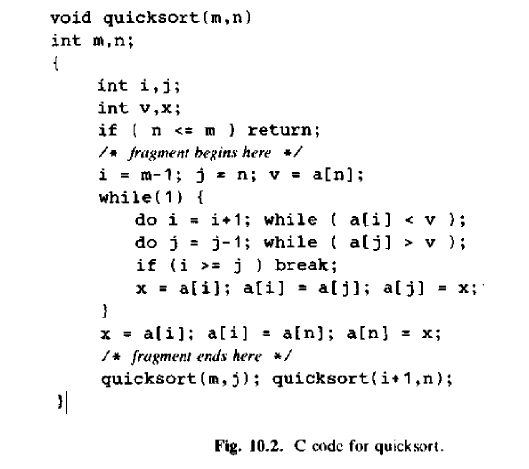 void quicksort(m,n)
int m,n;
{
int i,j;
int v,x;
if ( n <= m ) return;
/* fragment begins here */
i = m-1; j = n; v = a[n];
while(1) {
do i = i+1; while ( a[i] < v );
do j = j-1; while ( a[j] > v );
if (i >= j ) break;
x = a[i]; a[i] = a[j]; a[j] = x;
}
x = a[i]; a[i] = a[n]; a[n] = x;
/* fragment ends here */
quicksort(m,j); quicksort(i+1,n);
}
Fig. 10.2. C code for quicksort.